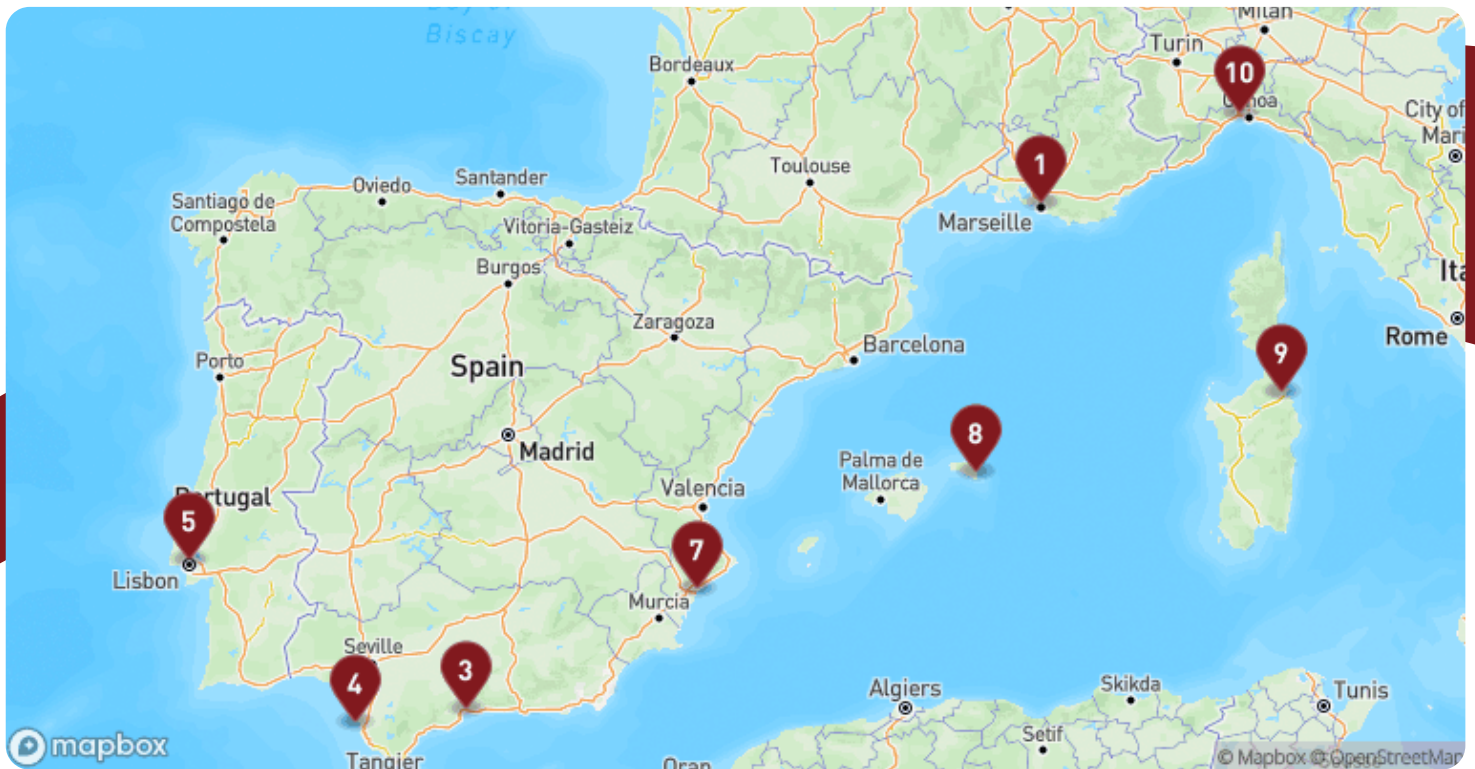 Biscay
Milan
Turin
Bordeaux
10
Genoa
City of
Mari
1
Toulouse
Santander
Oviedo
Santiago de
Compostela
Vitoria-Gasteiz
Marseille
Burgos
Ita
Zaragoza
Rome
Barcelona
Porto
Spain
9
8
Madrid
Palma de
Mallorca
Valencia
Portugal
5
7
Lisbon
Murcia
Seville
3
4
Algiers
Skikda
Tunis
Setif
mapbox
Tangier
Oran
© Mapbox © OpenStreetMap